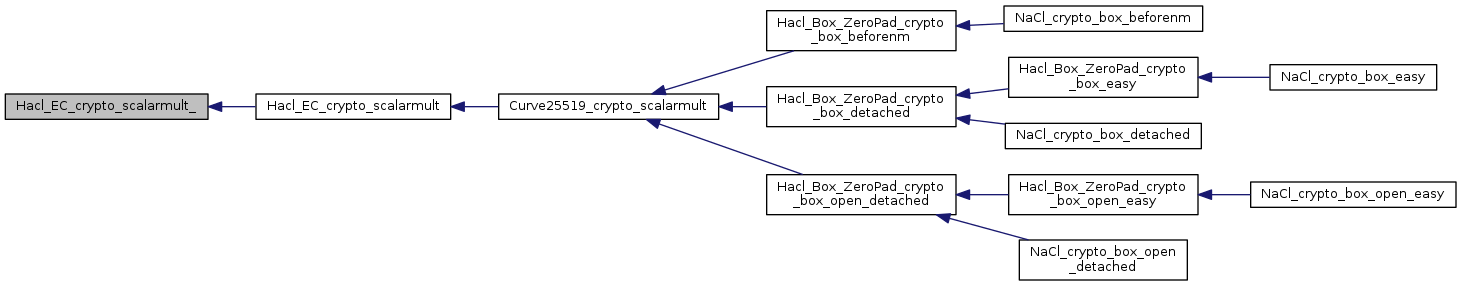 Hacl_EC_crypto_scalarmult_
Hacl_EC_crypto_scalarmult
Curve25519_crypto_scalarmult
Hacl_Box_ZeroPad_crypto
_box_beforenm
NaCl_crypto_box_beforenm
Hacl_Box_ZeroPad_crypto
_box_detached
Hacl_Box_ZeroPad_crypto
_box_easy
NaCl_crypto_box_easy
NaCl_crypto_box_detached
Hacl_Box_ZeroPad_crypto
_box_open_detached
Hacl_Box_ZeroPad_crypto
_box_open_easy
NaCl_crypto_box_open_easy
NaCl_crypto_box_open
_detached